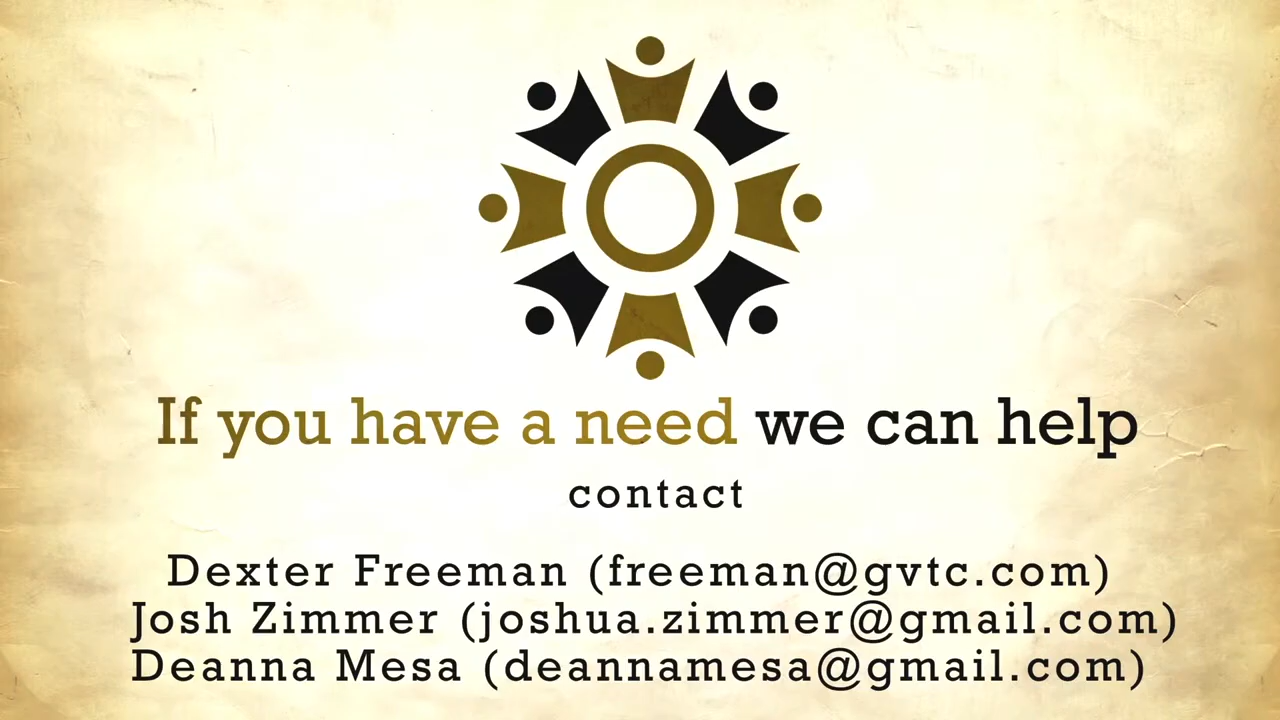 If you have a need we can help
contact
Dexter Freeman (freeman@gvtc.com)
Josh Zimmer (joshua.zimmer@gmail.com)
Deanna Mesa (deannamesa@gmail.com)